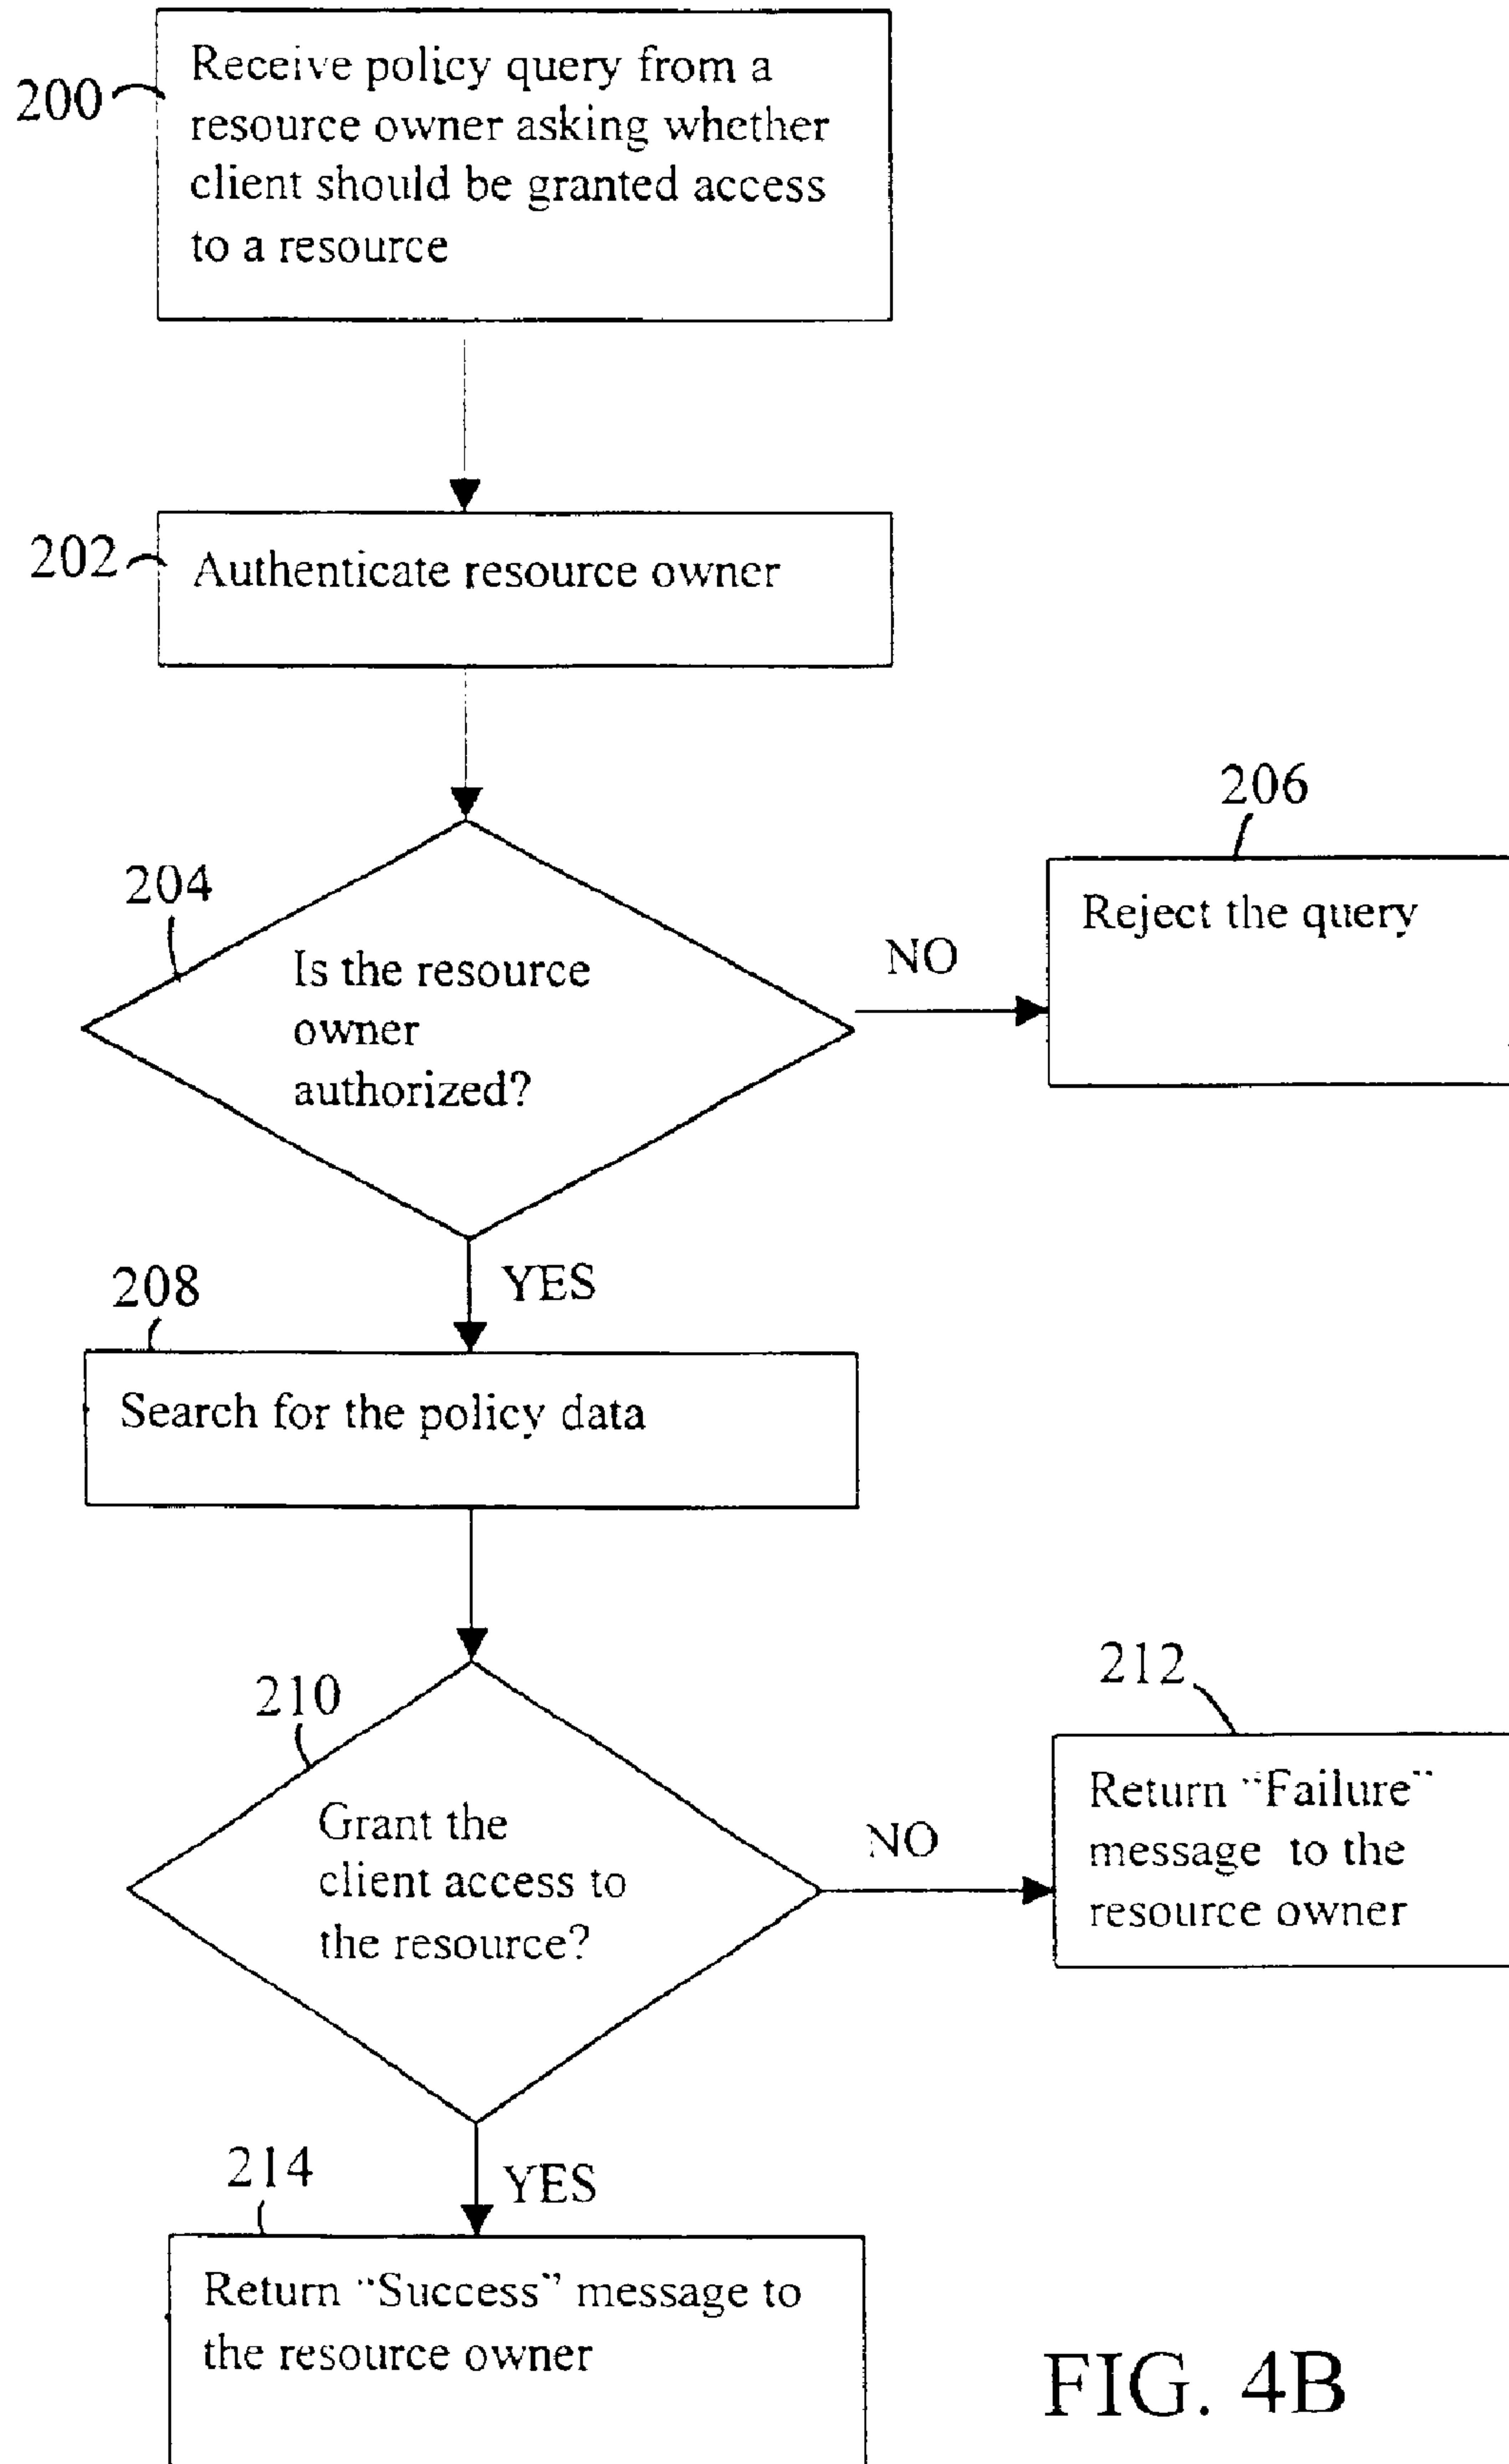 200
Receive policy query from a
resource owner asking whether
client should be granted access
to a resource
202
Authenticate resource owner
204
Is the resource
owner
authorized?
NO
206
Reject the query
YES
208
Search for the policy data
210
Grant the
client access to
the resource?
NO
212
Return "Failure"
message to the
resource owner
YES
214
Return "Success" message to
the resource owner
FIG. 4B